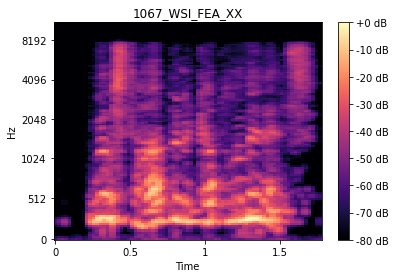 1067_WSI_FEA_XX
8192
4096
2048
1024
512
0
Hz
0
0.5
1
1.5
Time
+0 dB
-10 dB
-20 dB
-30 dB
-40 dB
-50 dB
-60 dB
-70 dB
-80 dB